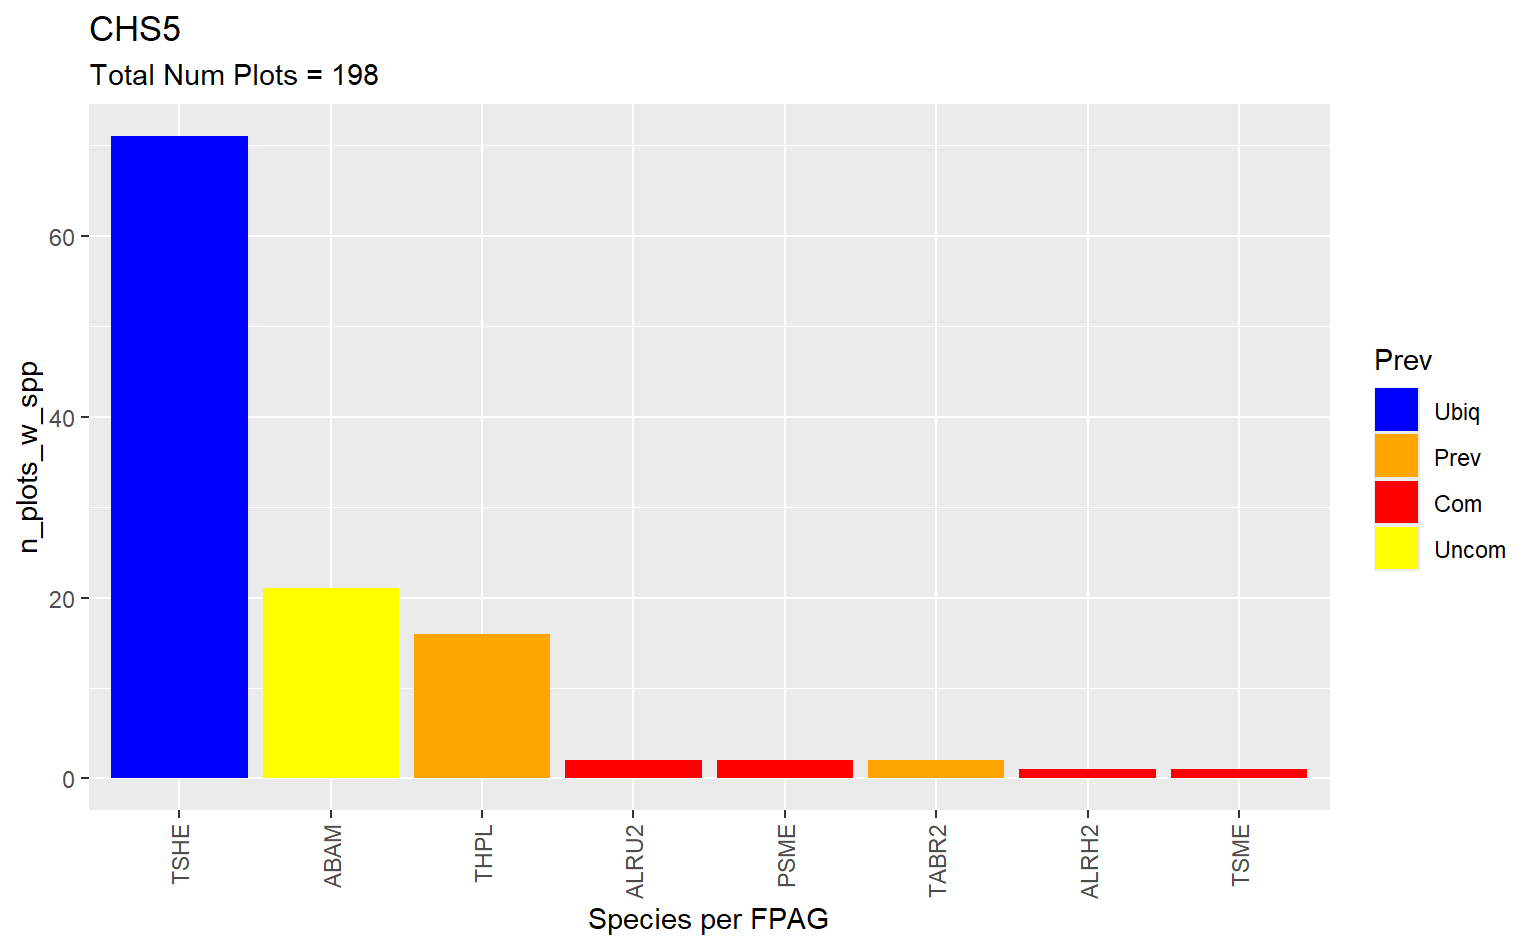 CHS5
Total Num Plots = 198
60
40
20
0
n_plots_w_spp
TSHE
ABAM
THPL
ALRU2
PSME
TABR2
ALRH2
TSME
Species per FPAG
Prev
Ubiq
Prev
Com
Uncom